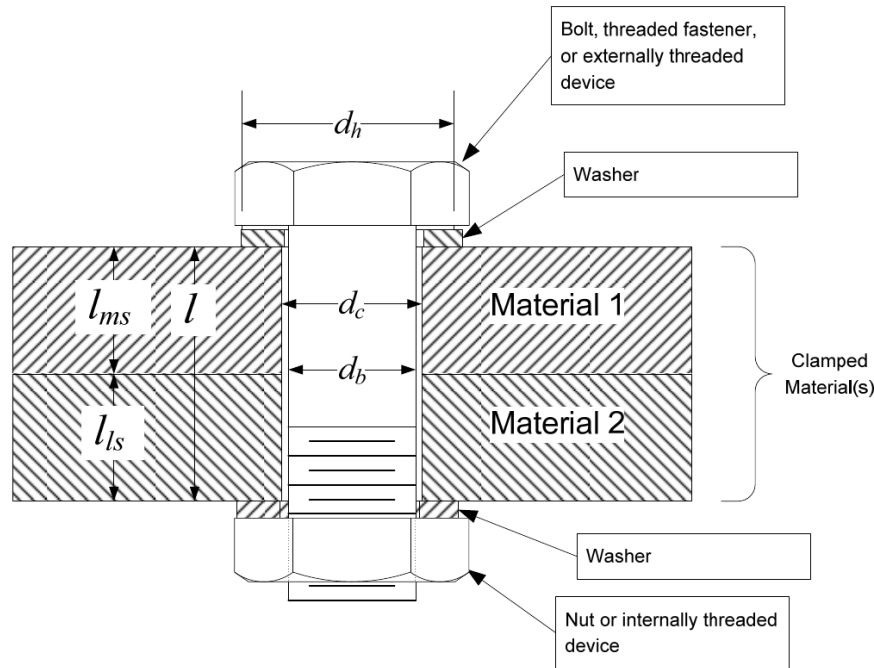 Bolt, threaded fastener,
or externally threaded
device
d_h
Washer
l_ms
l
d_c
Material 1
d_b
Clamped
Material(s)
l_ls
Material 2
Washer
Nut or internally threaded
device